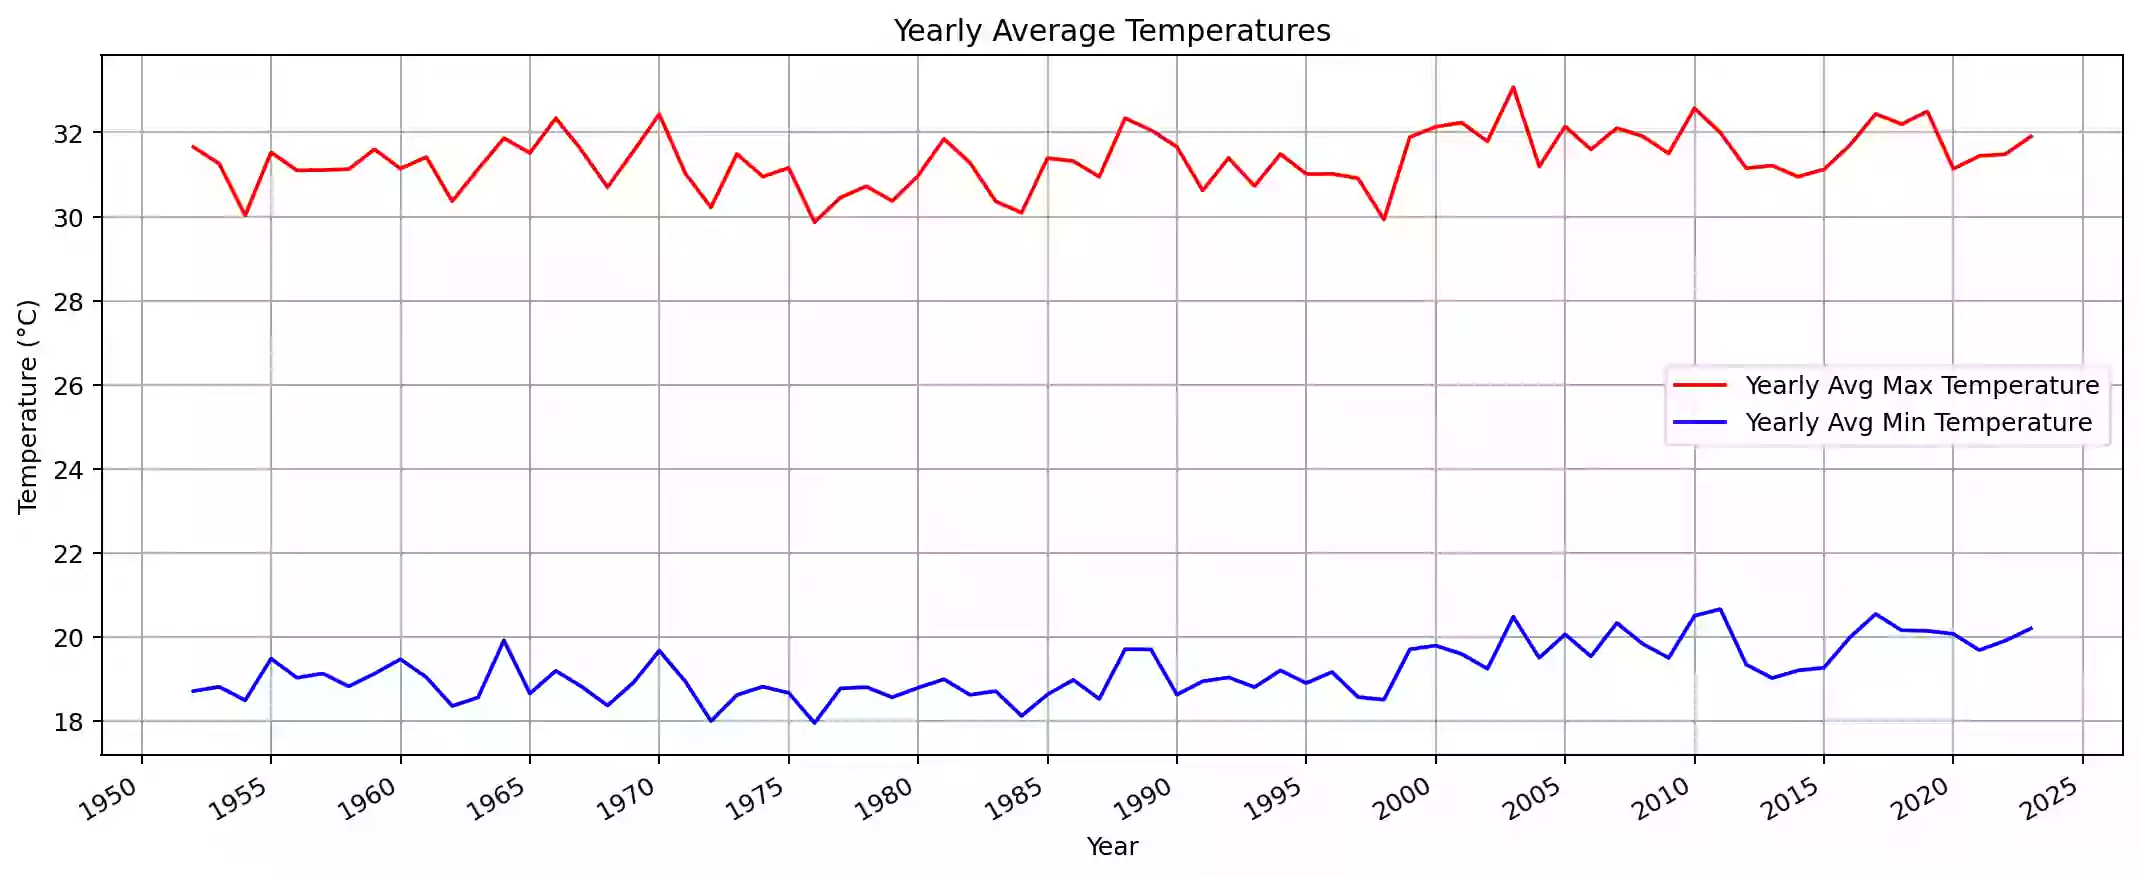 Yearly Average Temperatures
Temperature (°C)
32
30
28
26
24
22
20
18
Yearly Avg Max Temperature
Yearly Avg Min Temperature
1950 1955 1960 1965 1970 1975 1980 1985 1990 1995 2000 2005 2010 2015 2020 2025
Year